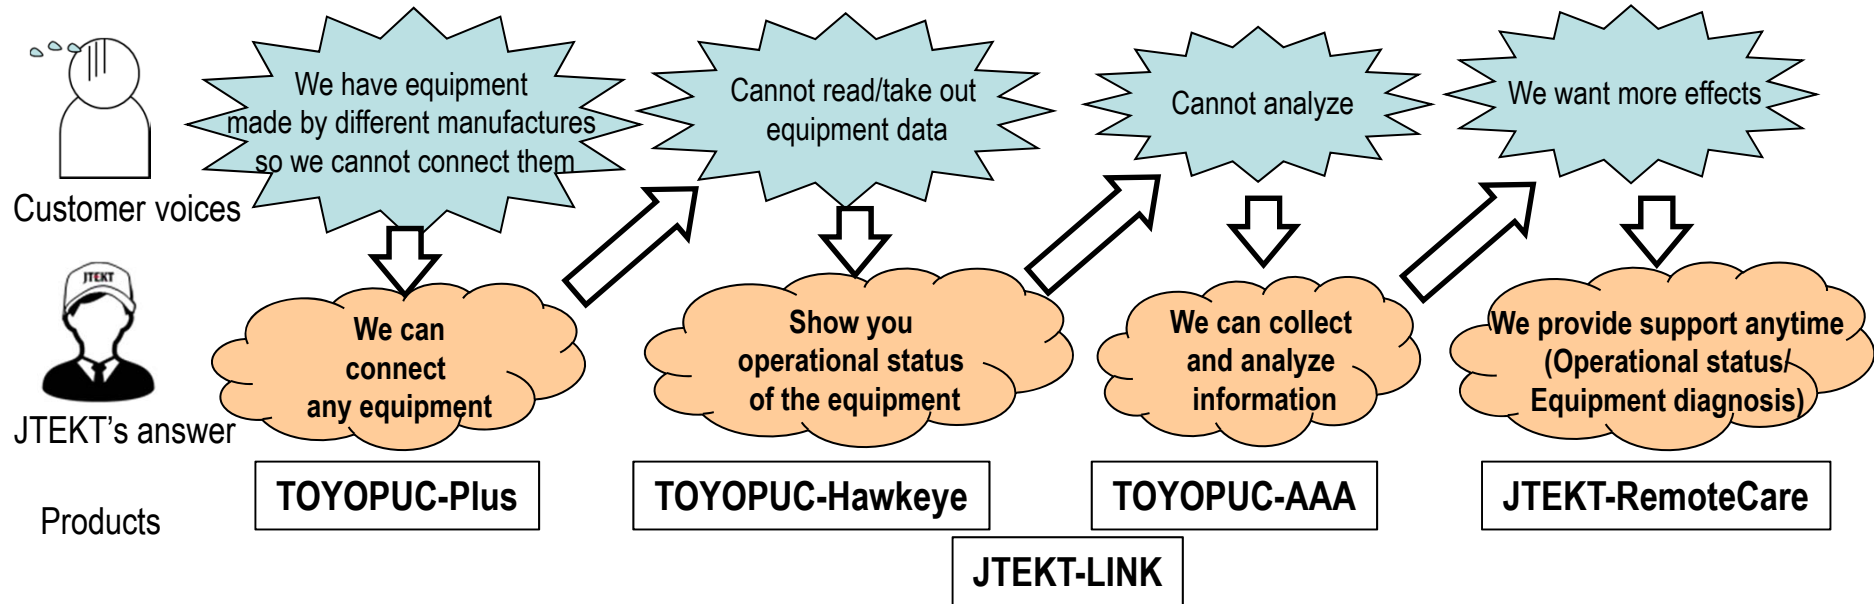 We have equipment
made by different manufactures
so we cannot connect them
Cannot read/take out
equipment data
Cannot analyze
We want more effects
Customer voices
JTEKT
We can
connect
any equipment
Show you
operational status
of the equipment
We can collect
and analyze
information
We provide support anytime
(Operational status/
Equipment diagnosis)
JTEKT’s answer
Products
TOYOPUC-Plus
TOYOPUC-Hawkeye
TOYOPUC-AAA
JTEKT-RemoteCare
JTEKT-LINK